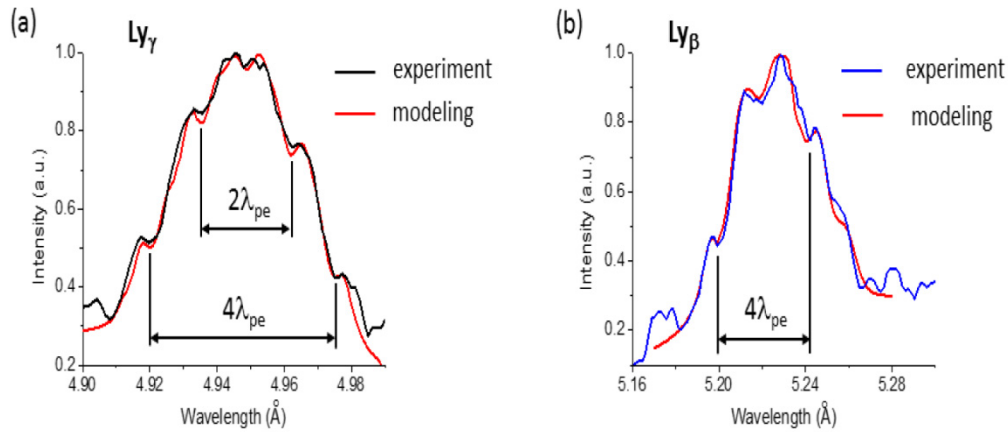 (a)
Lyγ
experiment
modeling
2λpe
4λpe
Intensity (a.u.)
1.0
0.8
0.6
0.4
0.2
4.90
4.92
4.94
4.96
4.98
Wavelength (Å)
(b)
Lyβ
experiment
modeling
4λpe
Intensity (a.u.)
1.0
0.8
0.6
0.4
0.2
5.16
5.20
5.24
5.28
Wavelength (Å)